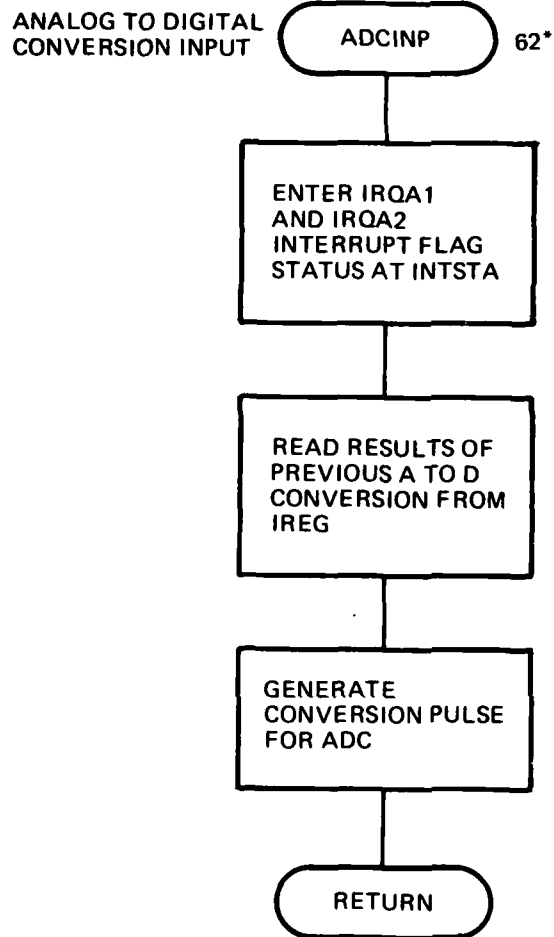 ANALOG TO DIGITAL
CONVERSION INPUT
ADCINP
62*
ENTER IRQA1
AND IRQA2
INTERRUPT FLAG
STATUS AT INTSTA
READ RESULTS OF
PREVIOUS A TO D
CONVERSION FROM
IREG
GENERATE
CONVERSION PULSE
FOR ADC
RETURN